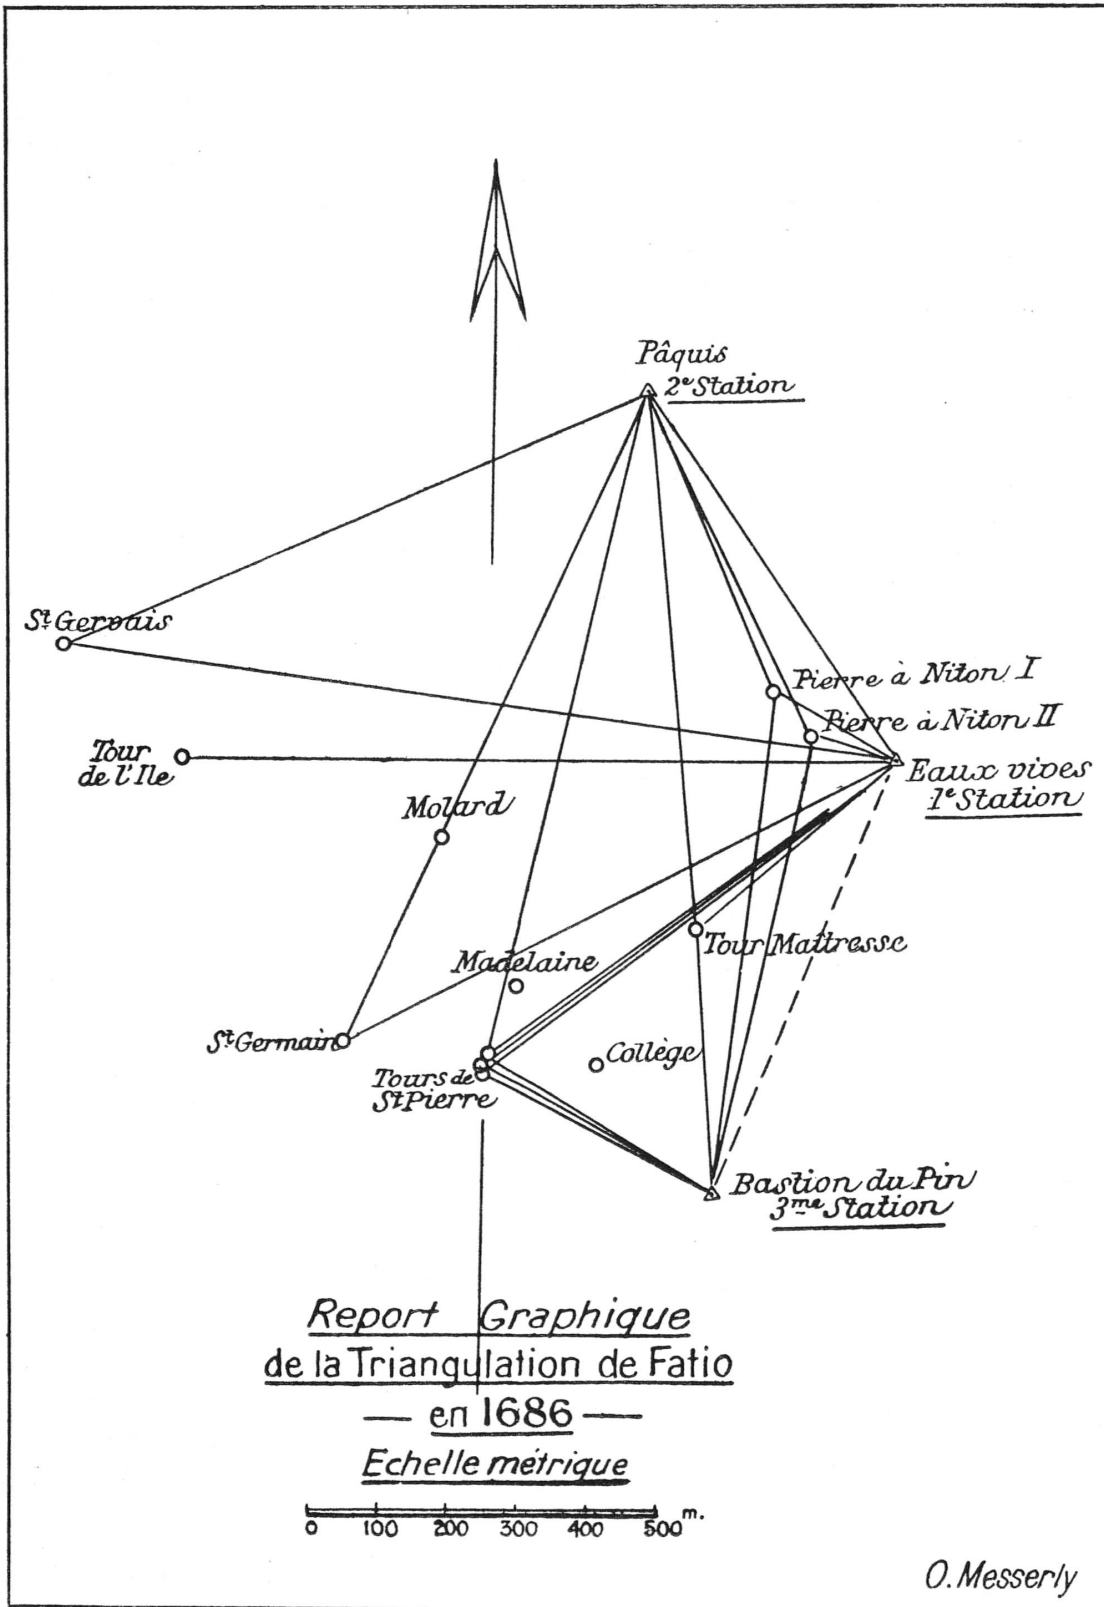 Pâquis
2e Station
St Gervais
Pierre à Niton I
Pierre à Niton II
Tour
de l'Ile
Eaux vives
1e Station
Molard
Tour Maîtresse
Madelaine
St Germain
Collège
Tours de
St Pierre
Bastion du Pin
3me Station
Report Graphique
de la Triangulation de Fatio
— en 1686 —
Echelle métrique
0 100 200 300 400 500 m.
O. Messerly